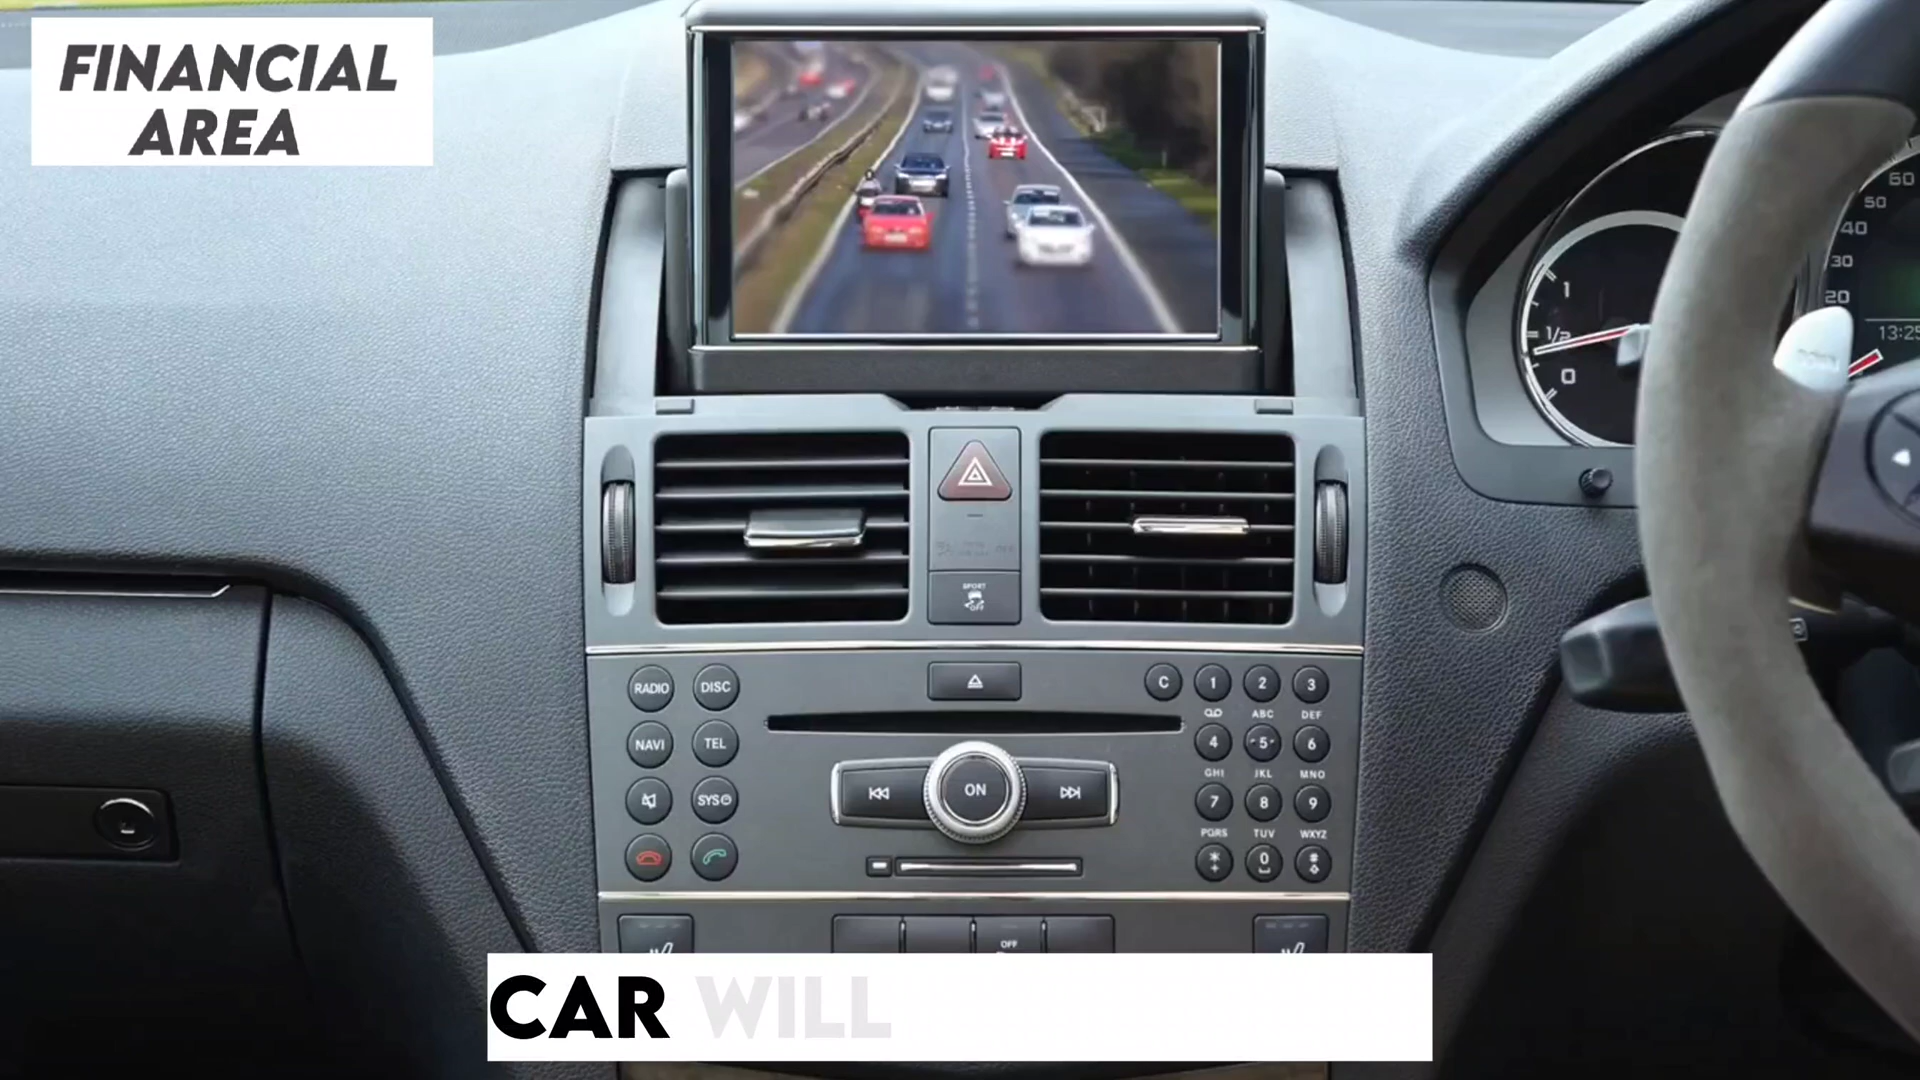 FINANCIAL
AREA
60
50
40
30
20
1
1/2
0
13:25
SPORT
OFF
RADIO
DISC
C
1
2
3
ABC
DEF
NAVI
TEL
4
5
6
GHI
JKL
MNO
SYS
ON
7
8
9
PQRS
TUV
WXYZ
*
+
0
#
OFF
CAR WILL